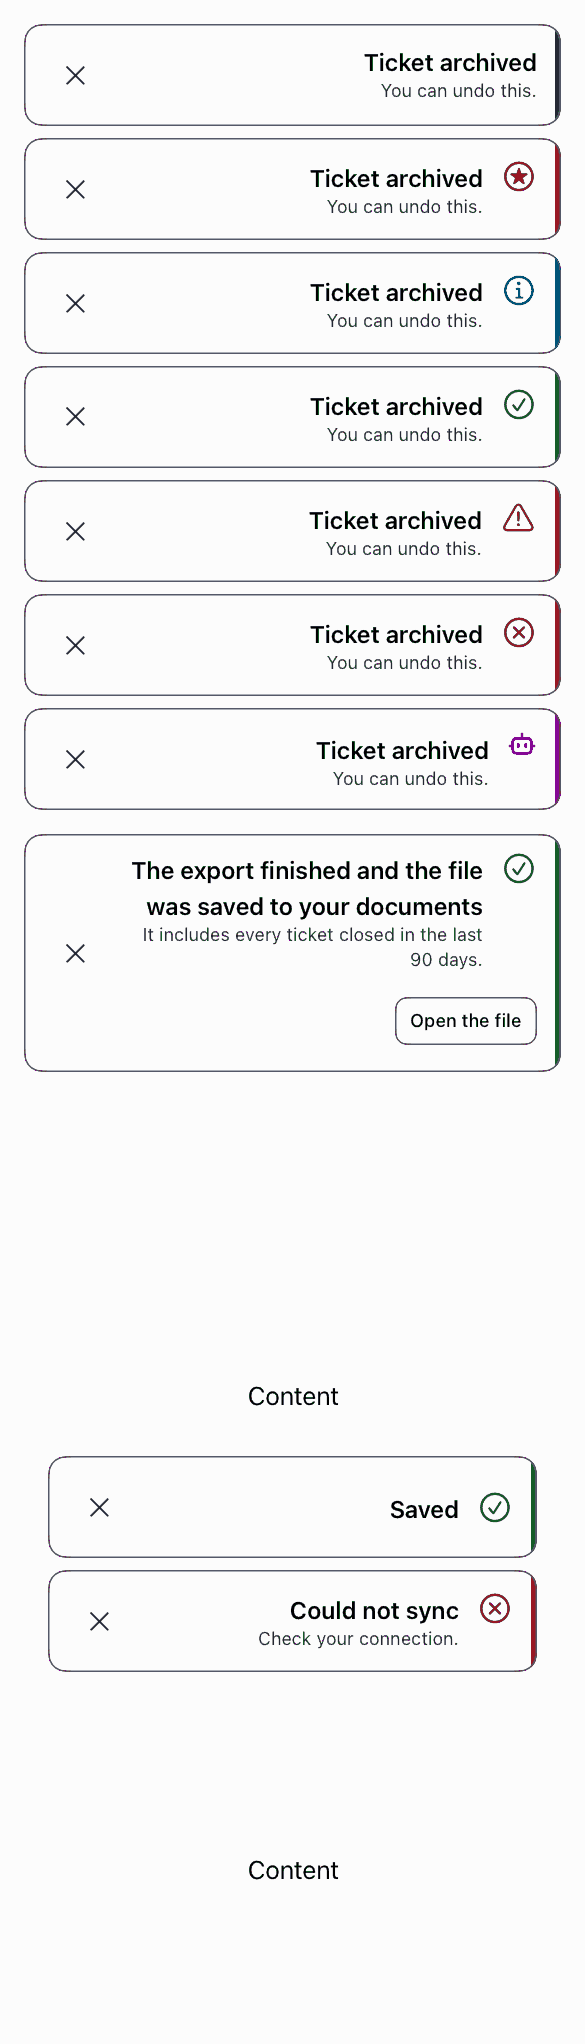 Ticket archived
You can undo this.
Ticket archived
You can undo this.
Ticket archived
You can undo this.
Ticket archived
You can undo this.
Ticket archived
You can undo this.
Ticket archived
You can undo this.
Ticket archived
You can undo this.
The export finished and the file
was saved to your documents
It includes every ticket closed in the last
90 days.
Open the file
Content
Saved
Could not sync
Check your connection.
Content